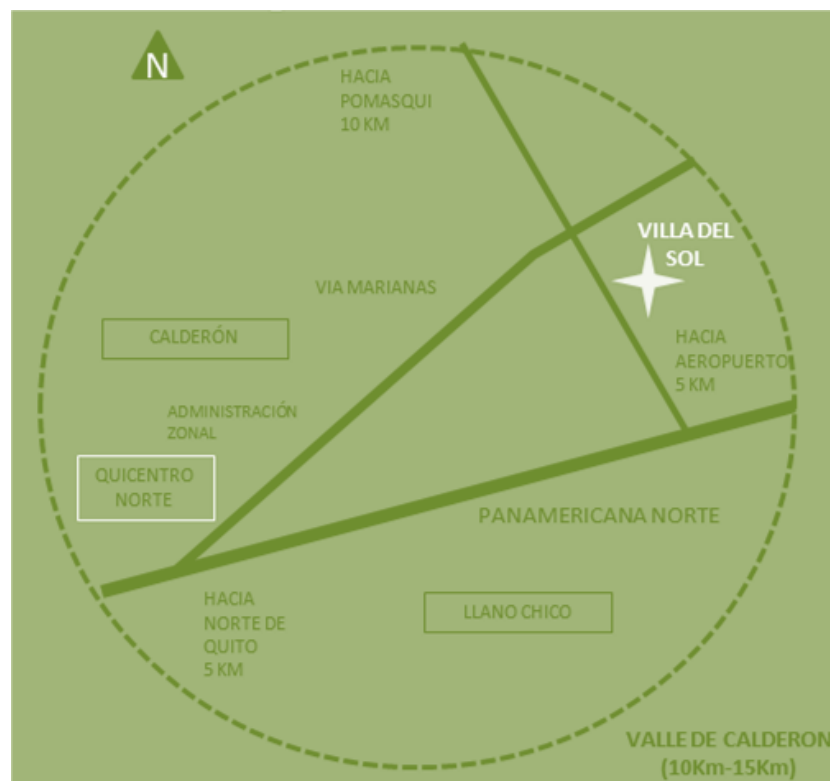 N
HACIA
POMASQUI
10 KM
VILLA DEL
SOL
VIA MARIANAS
CALDERÓN
HACIA
AEROPUERTO
5 KM
ADMINISTRACIÓN
ZONAL
QUICENTRO
NORTE
PANAMERICANA NORTE
HACIA
NORTE DE
QUITO
5 KM
LLANO CHICO
VALLE DE CALDERON
(10Km-15Km)